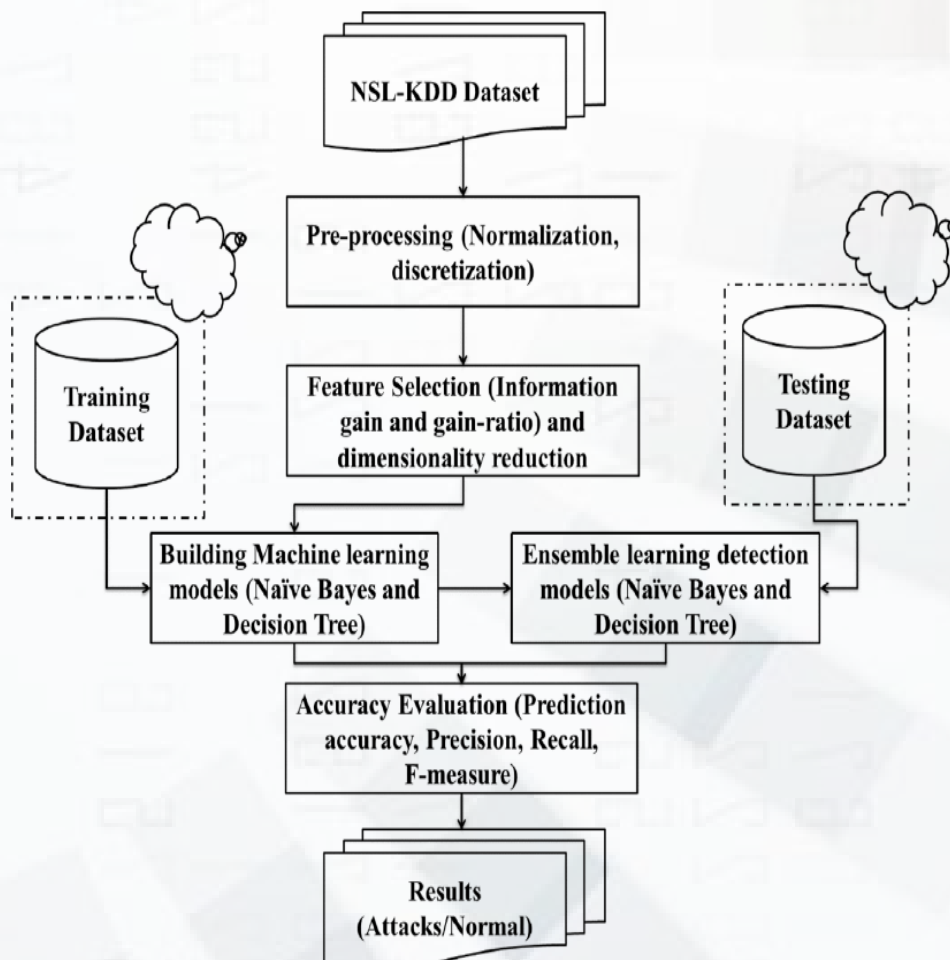 NSL-KDD Dataset
Pre-processing (Normalization,
discretization)
Training
Dataset
Testing
Dataset
Feature Selection (Information
gain and gain-ratio) and
dimensionality reduction
Building Machine learning
models (Naïve Bayes and
Decision Tree)
Ensemble learning detection
models (Naïve Bayes and
Decision Tree)
Accuracy Evaluation (Prediction
accuracy, Precision, Recall,
F-measure)
Results
(Attacks/Normal)